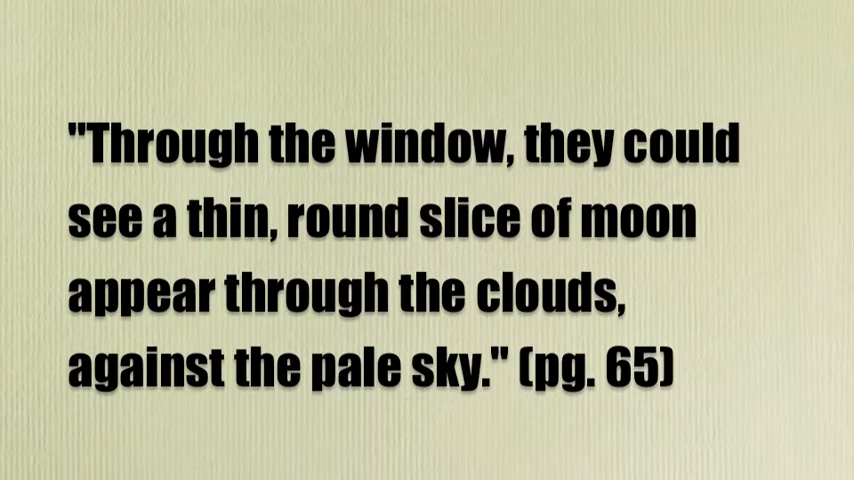 "Through the window, they could
see a thin, round slice of moon
appear through the clouds,
against the pale sky." (pg. 65)